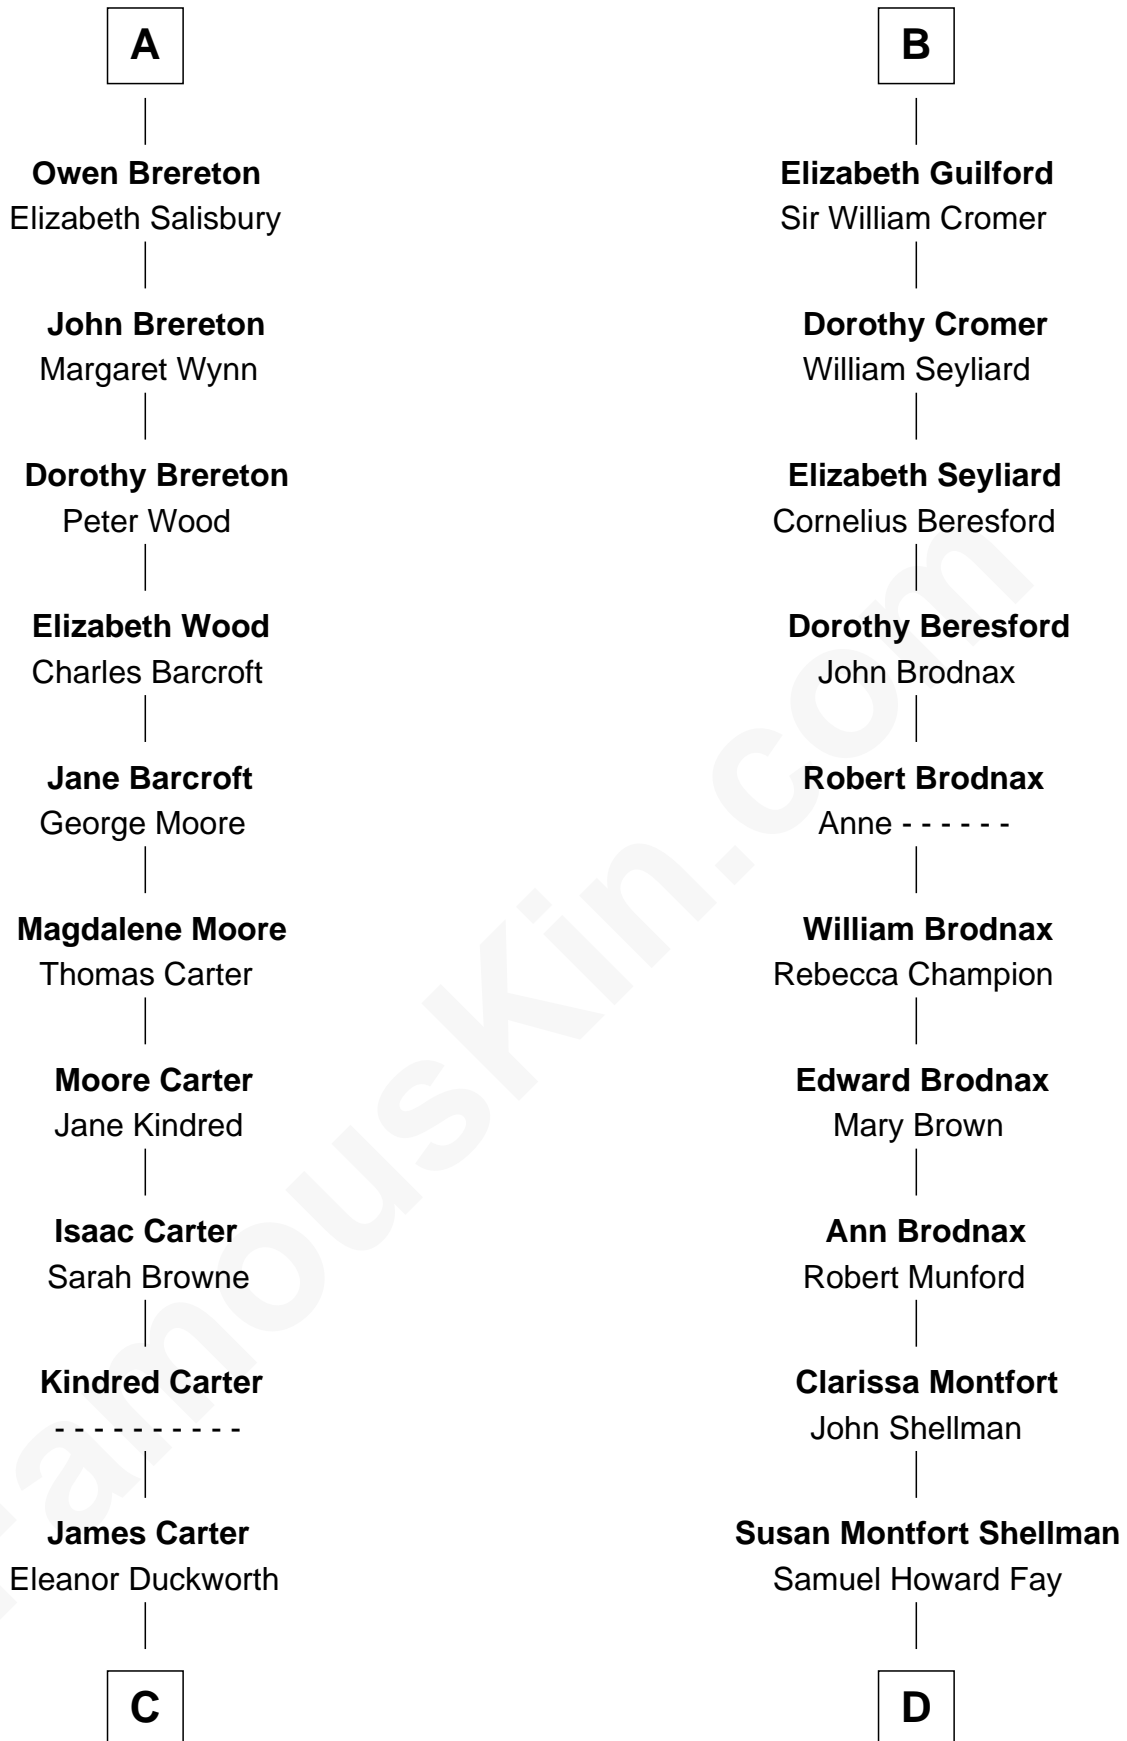 A
Owen Brereton
Elizabeth Salisbury
John Brereton
Margaret Wynn
Dorothy Brereton
Peter Wood
Elizabeth Wood
Charles Barcroft
Jane Barcroft
George Moore
Magdalene Moore
Thomas Carter
Moore Carter
Jane Kindred
Isaac Carter
Sarah Browne
Kindred Carter
- - - - - - - - - -
James Carter
Eleanor Duckworth
C
B
Elizabeth Guilford
Sir William Cromer
Dorothy Cromer
William Seyliard
Elizabeth Seyliard
Cornelius Beresford
Dorothy Beresford
John Brodnax
Robert Brodnax
Anne - - - - - -
William Brodnax
Rebecca Champion
Edward Brodnax
Mary Brown
Ann Brodnax
Robert Munford
Clarissa Montfort
John Shellman
Susan Montfort Shellman
Samuel Howard Fay
D
FamousKin.com